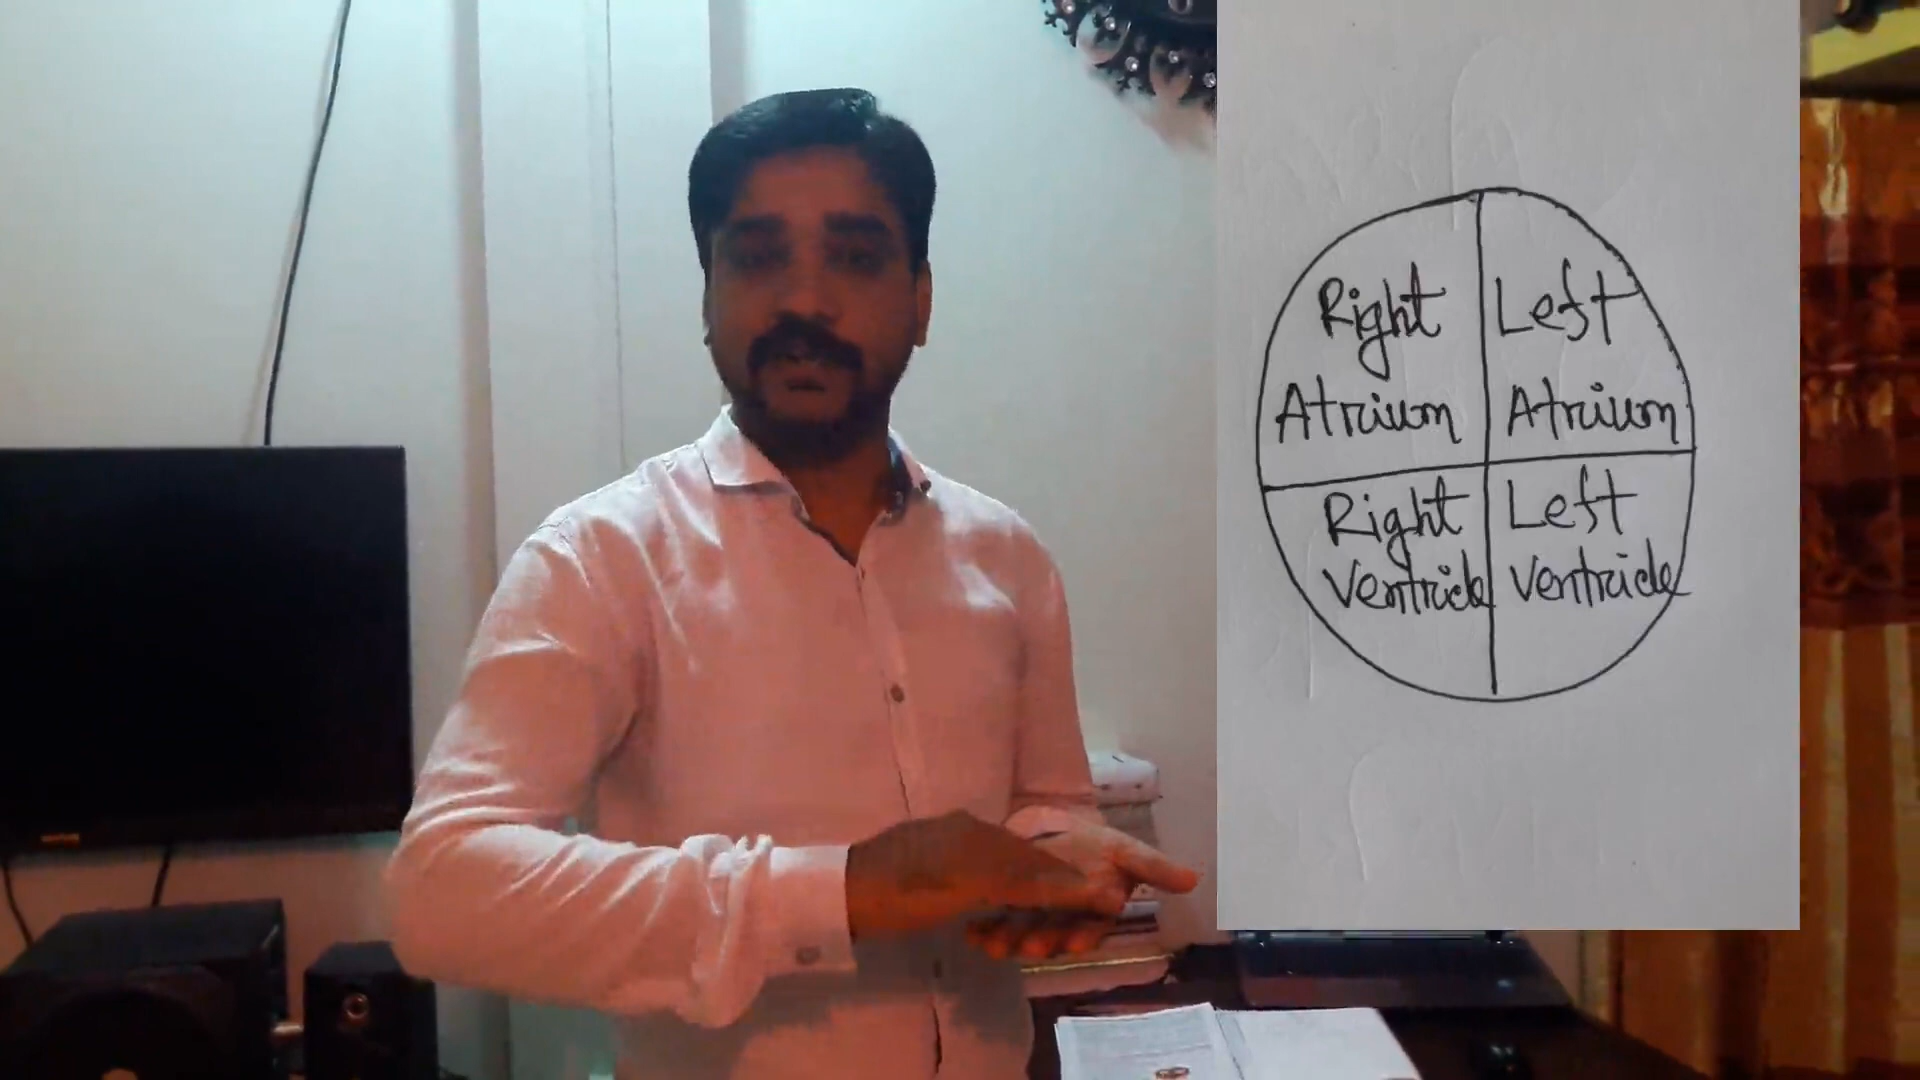 Right
Atrium
Left
Atrium
Right
Ventricle
Left
Ventricle